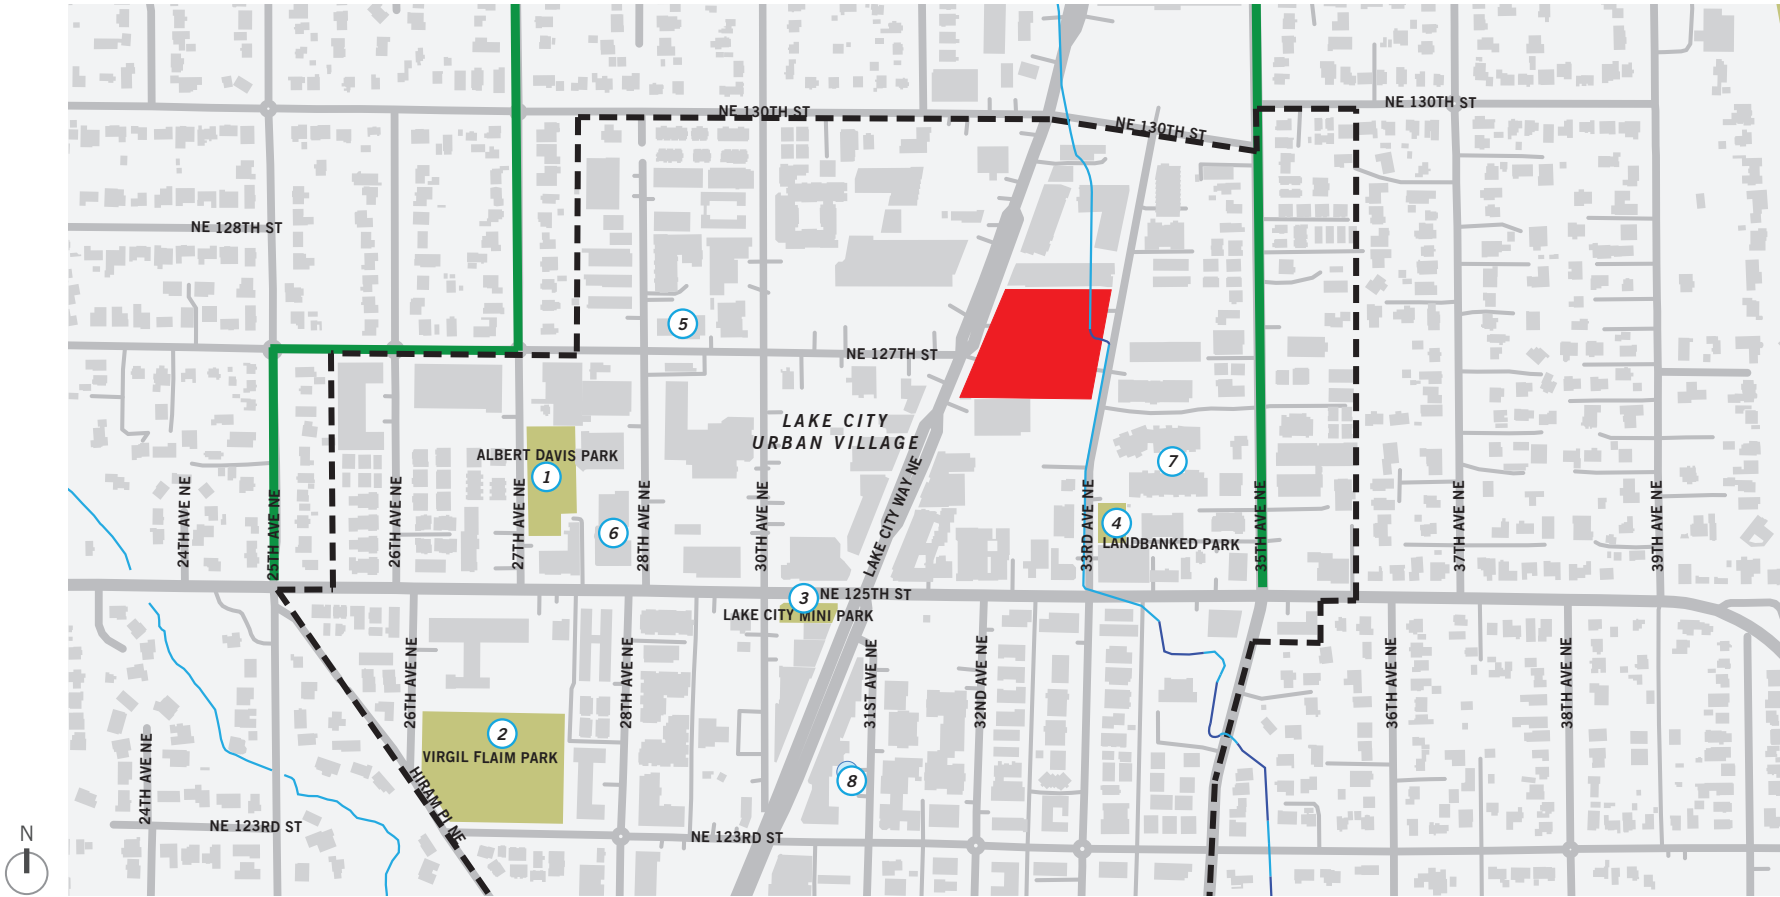 NE 130TH ST
NE 130TH ST
NE 130TH ST
NE 128TH ST
5
NE 127TH ST
LAKE CITY
URBAN VILLAGE
ALBERT DAVIS PARK
1
7
24TH AVE NE
25TH AVE NE
26TH AVE NE
27TH AVE NE
28TH AVE NE
30TH AVE NE
LAKE CITY WAY NE
33RD AVE NE
35TH AVE NE
37TH AVE NE
39TH AVE NE
6
4
LANDBANKED PARK
3
NE 125TH ST
LAKE CITY MINI PARK
26TH AVE NE
28TH AVE NE
31ST AVE NE
32ND AVE NE
36TH AVE NE
38TH AVE NE
2
VIRGIL FLAIM PARK
24TH AVE NE
HIRAM PL NE
8
NE 123RD ST
NE 123RD ST
N